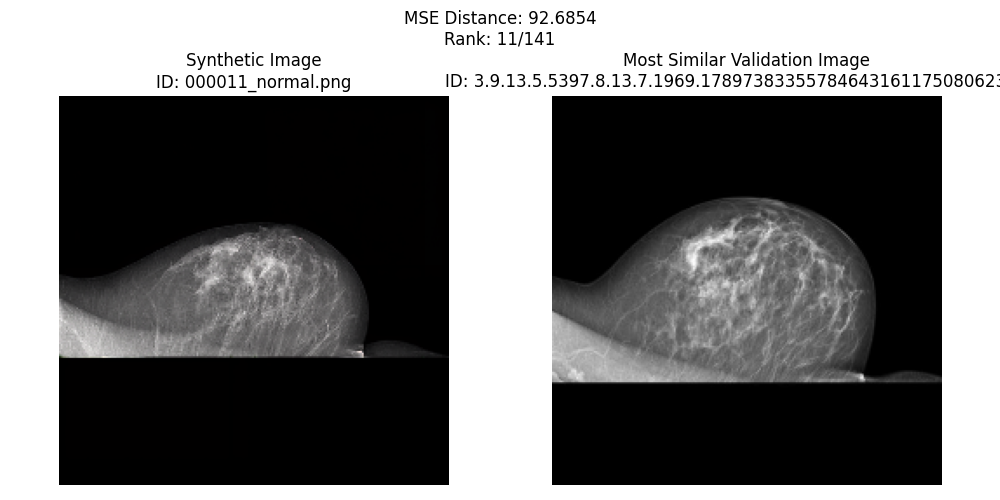 MSE Distance: 92.6854
Rank: 11/141
Synthetic Image
ID: 000011_normal.png
Most Similar Validation Image
ID: 3.9.13.5.5397.8.13.7.1969.1789738335578464316117508062